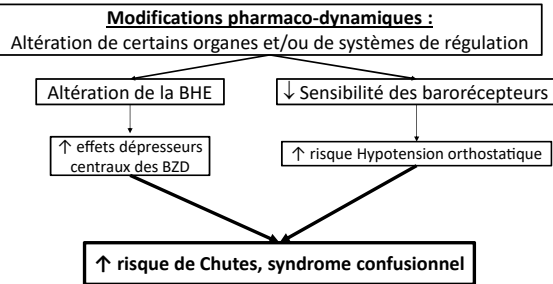 Modifications pharmaco-dynamiques :
Altération de certains organes et/ou de systèmes de régulation
Altération de la BHE
↓ Sensibilité des barorécepteurs
↑ effets dépresseurs
centraux des BZD
↑ risque Hypotension orthostatique
↑ risque de Chutes, syndrome confusionnel